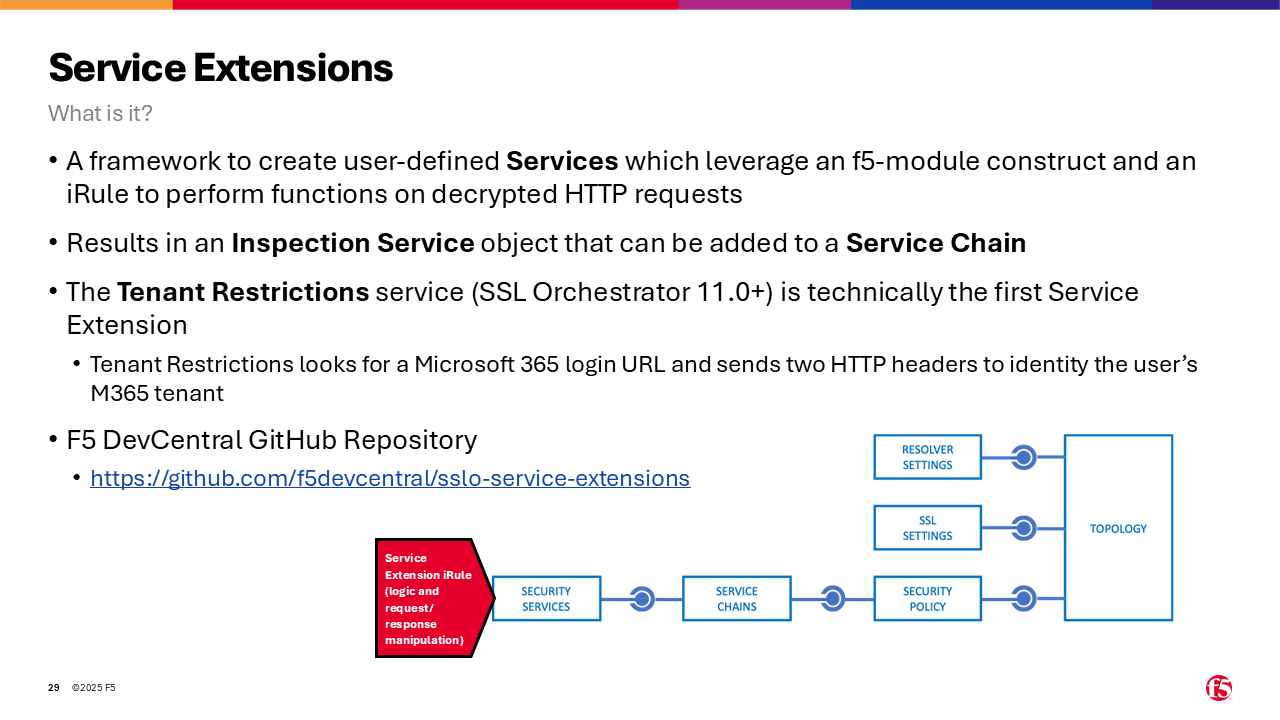 Service Extensions
What is it?
• A framework to create user-defined Services which leverage an f5-module construct and an
iRule to perform functions on decrypted HTTP requests
• Results in an Inspection Service object that can be added to a Service Chain
• The Tenant Restrictions service (SSL Orchestrator 11.0+) is technically the first Service
Extension
• Tenant Restrictions looks for a Microsoft 365 login URL and sends two HTTP headers to identity the user’s
M365 tenant
• F5 DevCentral GitHub Repository
• https://github.com/f5devcentral/sslo-service-extensions
RESOLVER
SETTINGS
SSL
SETTINGS
TOPOLOGY
Service
Extension iRule
(logic and
request/
response
manipulation)
SECURITY
SERVICES
SERVICE
CHAINS
SECURITY
POLICY
29 ©2025 F5
f5